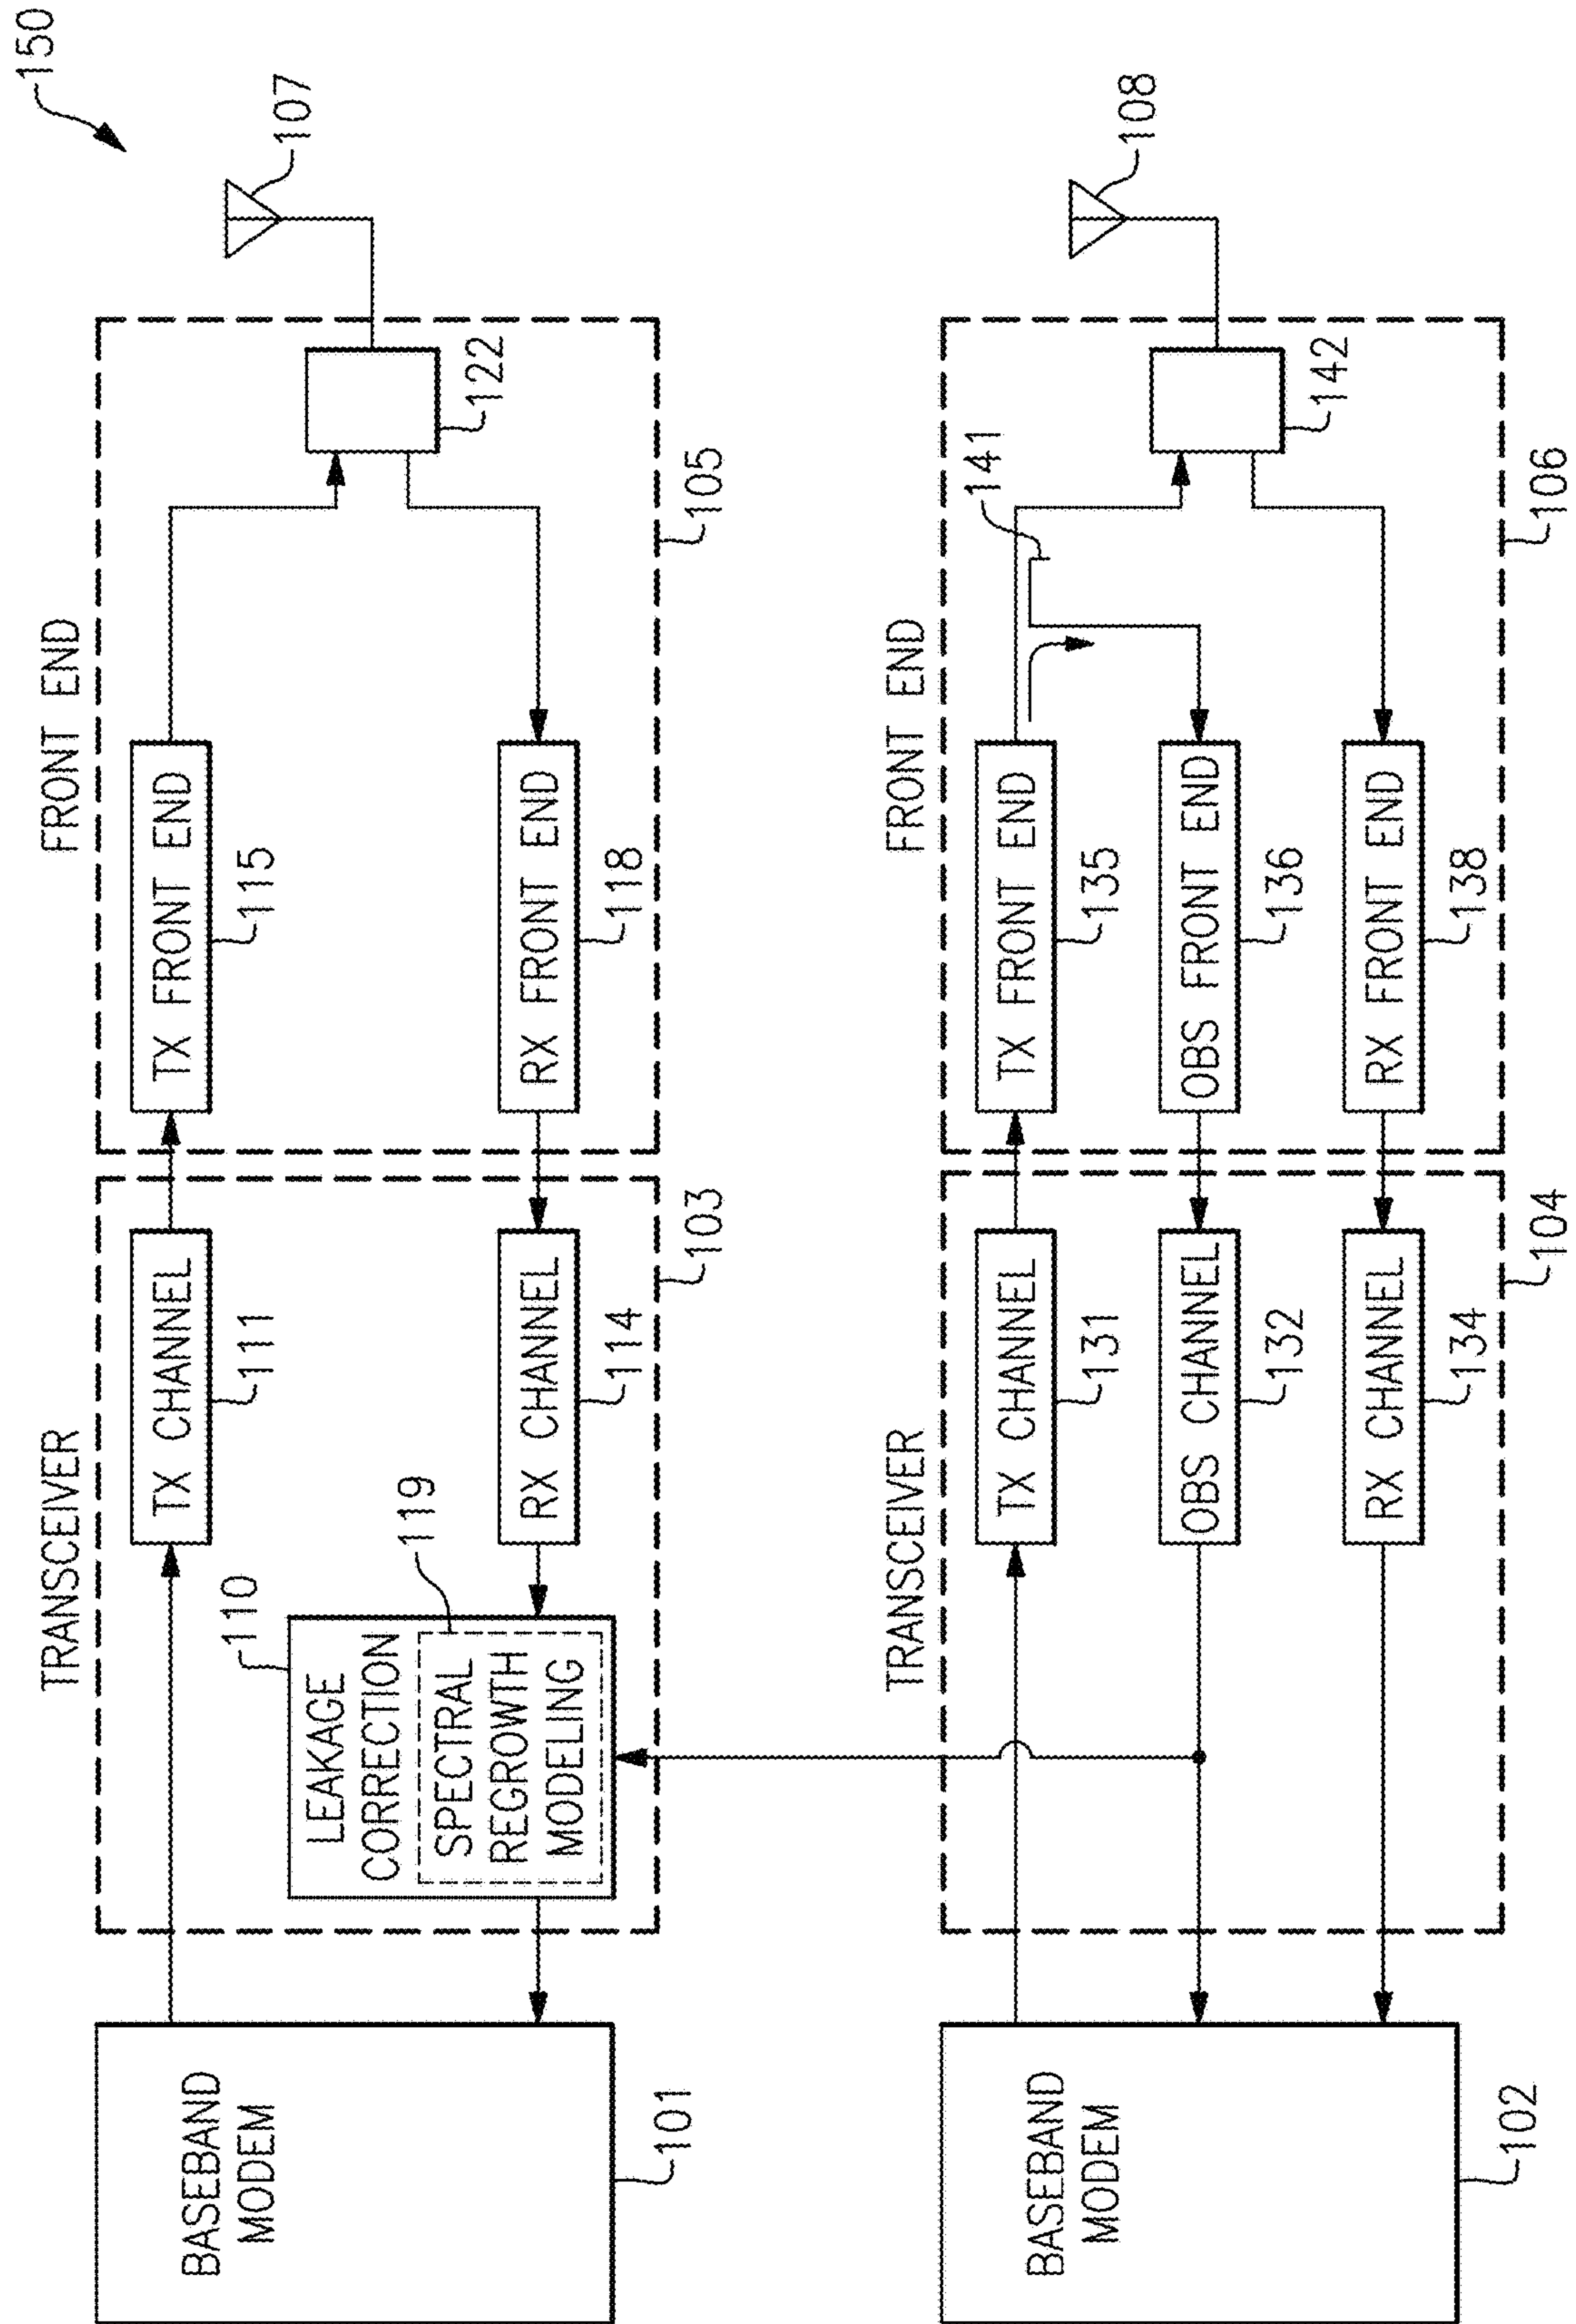 150
TRANSCEIVER
FRONT END
BASEBAND
MODEM
101
110
LEAKAGE
CORRECTION
SPECTRAL
REGROWTH
MODELING
119
TX CHANNEL
111
RX CHANNEL
114
103
TX FRONT END
115
RX FRONT END
118
122
105
107
TRANSCEIVER
FRONT END
BASEBAND
MODEM
102
TX CHANNEL
131
OBS CHANNEL
132
RX CHANNEL
134
104
TX FRONT END
135
OBS FRONT END
136
RX FRONT END
138
141
142
106
108